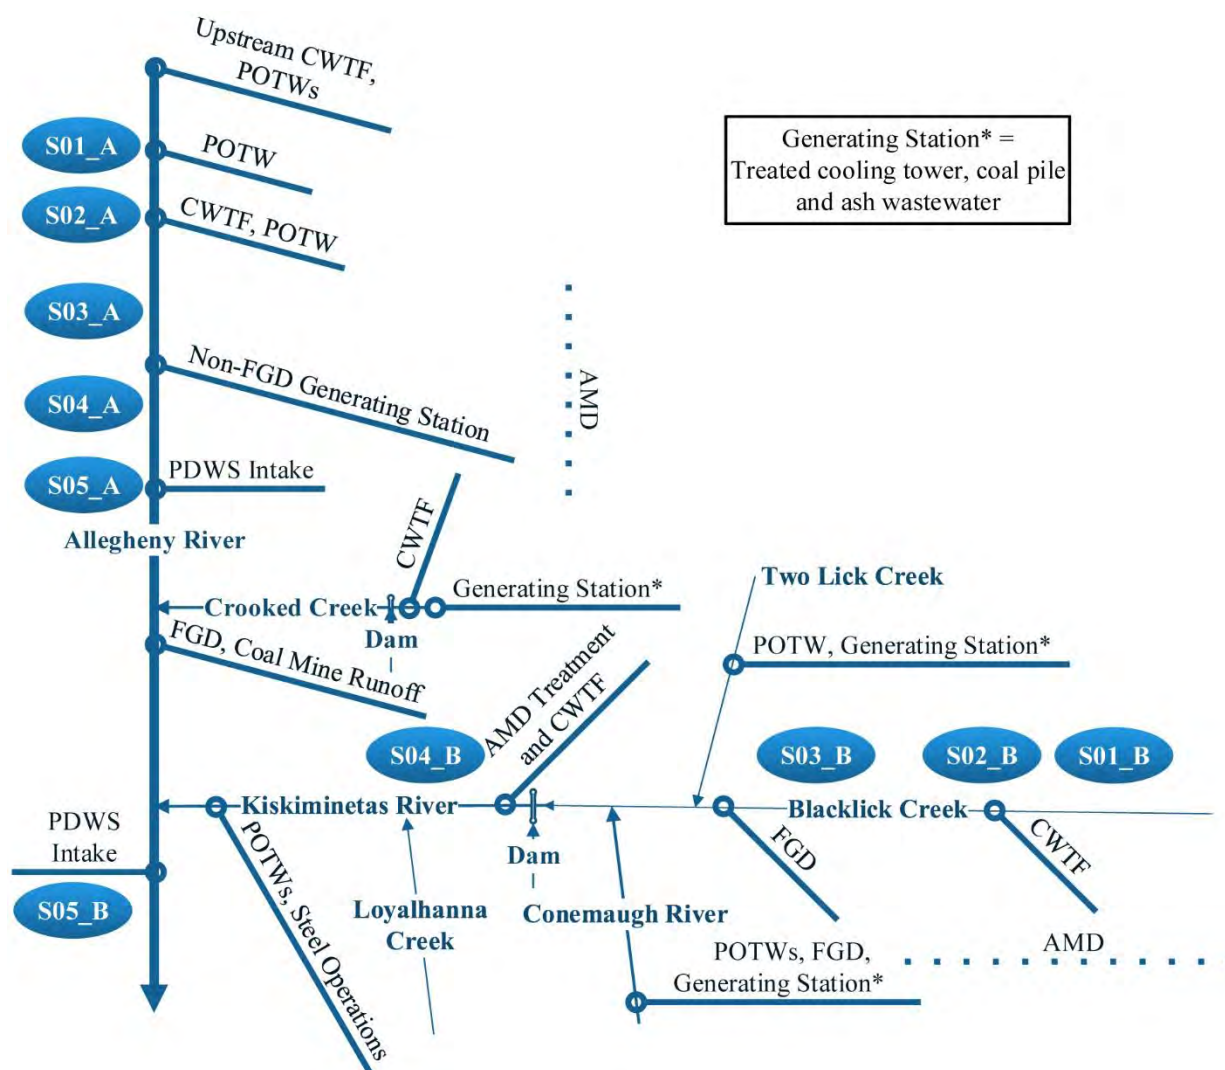 Upstream CWTF,
POTWs
S01_A
POTW
S02_A
CWTF, POTW
Generating Station* =
Treated cooling tower, coal pile
and ash wastewater
S03_A
Non-FGD Generating Station
AMD
S04_A
S05_A
PDWS Intake
Allegheny River
CWTF
Two Lick Creek
Crooked Creek
Generating Station*
Dam
FGD, Coal Mine Runoff
POTW, Generating Station*
AMD Treatment
and CWTF
S04_B
S03_B
S02_B
S01_B
Kiskiminetas River
Blacklick Creek
PDWS
Intake
S05_B
POTWs, Steel Operations
Loyalhanna
Creek
Dam
Conemaugh River
FGD
CWTF
POTWs, FGD,
Generating Station*
AMD